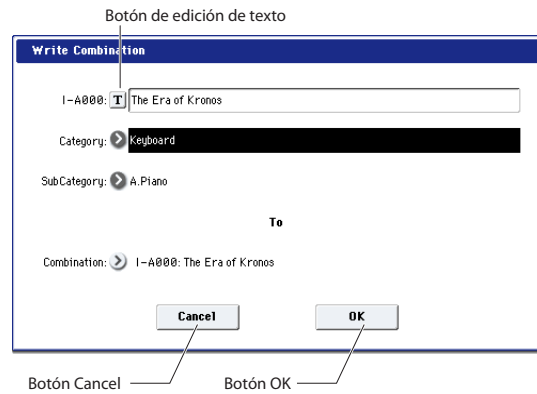 Botón de edición de texto
Write Combination
I-A000: T The Era of Kronos
Category: Keyboard
SubCategory: A.Piano
To
Combination: I-A000: The Era of Kronos
Cancel OK
Botón Cancel Botón OK